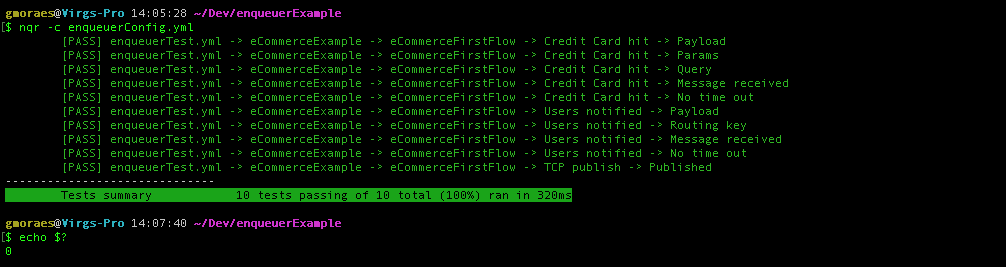 gmoraes@Virgs-Pro 14:05:28 ~/Dev/enqueuerExample
[$ nqr -c enqueuerConfig.yml
[PASS] enqueuerTest.yml -> eCommerceExample -> eCommerceFirstFlow -> Credit Card hit -> Payload
[PASS] enqueuerTest.yml -> eCommerceExample -> eCommerceFirstFlow -> Credit Card hit -> Params
[PASS] enqueuerTest.yml -> eCommerceExample -> eCommerceFirstFlow -> Credit Card hit -> Query
[PASS] enqueuerTest.yml -> eCommerceExample -> eCommerceFirstFlow -> Credit Card hit -> Message received
[PASS] enqueuerTest.yml -> eCommerceExample -> eCommerceFirstFlow -> Credit Card hit -> No time out
[PASS] enqueuerTest.yml -> eCommerceExample -> eCommerceFirstFlow -> Users notified -> Payload
[PASS] enqueuerTest.yml -> eCommerceExample -> eCommerceFirstFlow -> Users notified -> Routing key
[PASS] enqueuerTest.yml -> eCommerceExample -> eCommerceFirstFlow -> Users notified -> Message received
[PASS] enqueuerTest.yml -> eCommerceExample -> eCommerceFirstFlow -> Users notified -> No time out
[PASS] enqueuerTest.yml -> eCommerceExample -> eCommerceFirstFlow -> TCP publish -> Published
------------------------------
Tests summary 10 tests passing of 10 total (100%) ran in 320ms
gmoraes@Virgs-Pro 14:07:40 ~/Dev/enqueuerExample
[$ echo $?
0